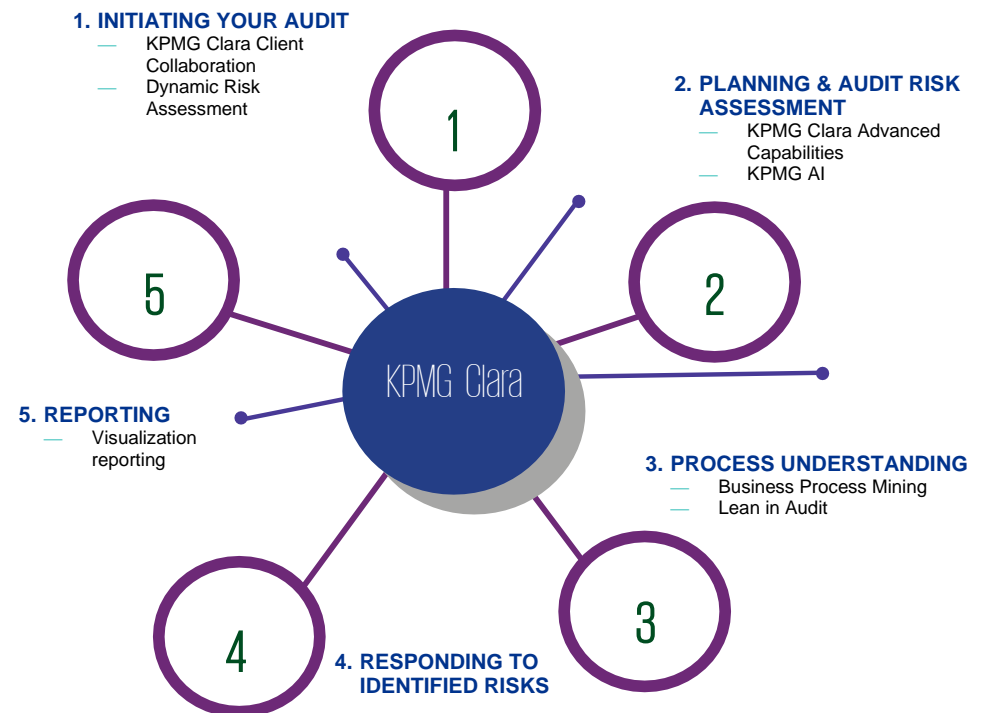 1. INITIATING YOUR AUDIT
— KPMG Clara Client
Collaboration
— Dynamic Risk
Assessment
1
2. PLANNING & AUDIT RISK
ASSESSMENT
— KPMG Clara Advanced
Capabilities
— KPMG AI
2
5
KPMG Clara
5. REPORTING
— Visualization
reporting
3. PROCESS UNDERSTANDING
— Business Process Mining
— Lean in Audit
3
4
4. RESPONDING TO
IDENTIFIED RISKS